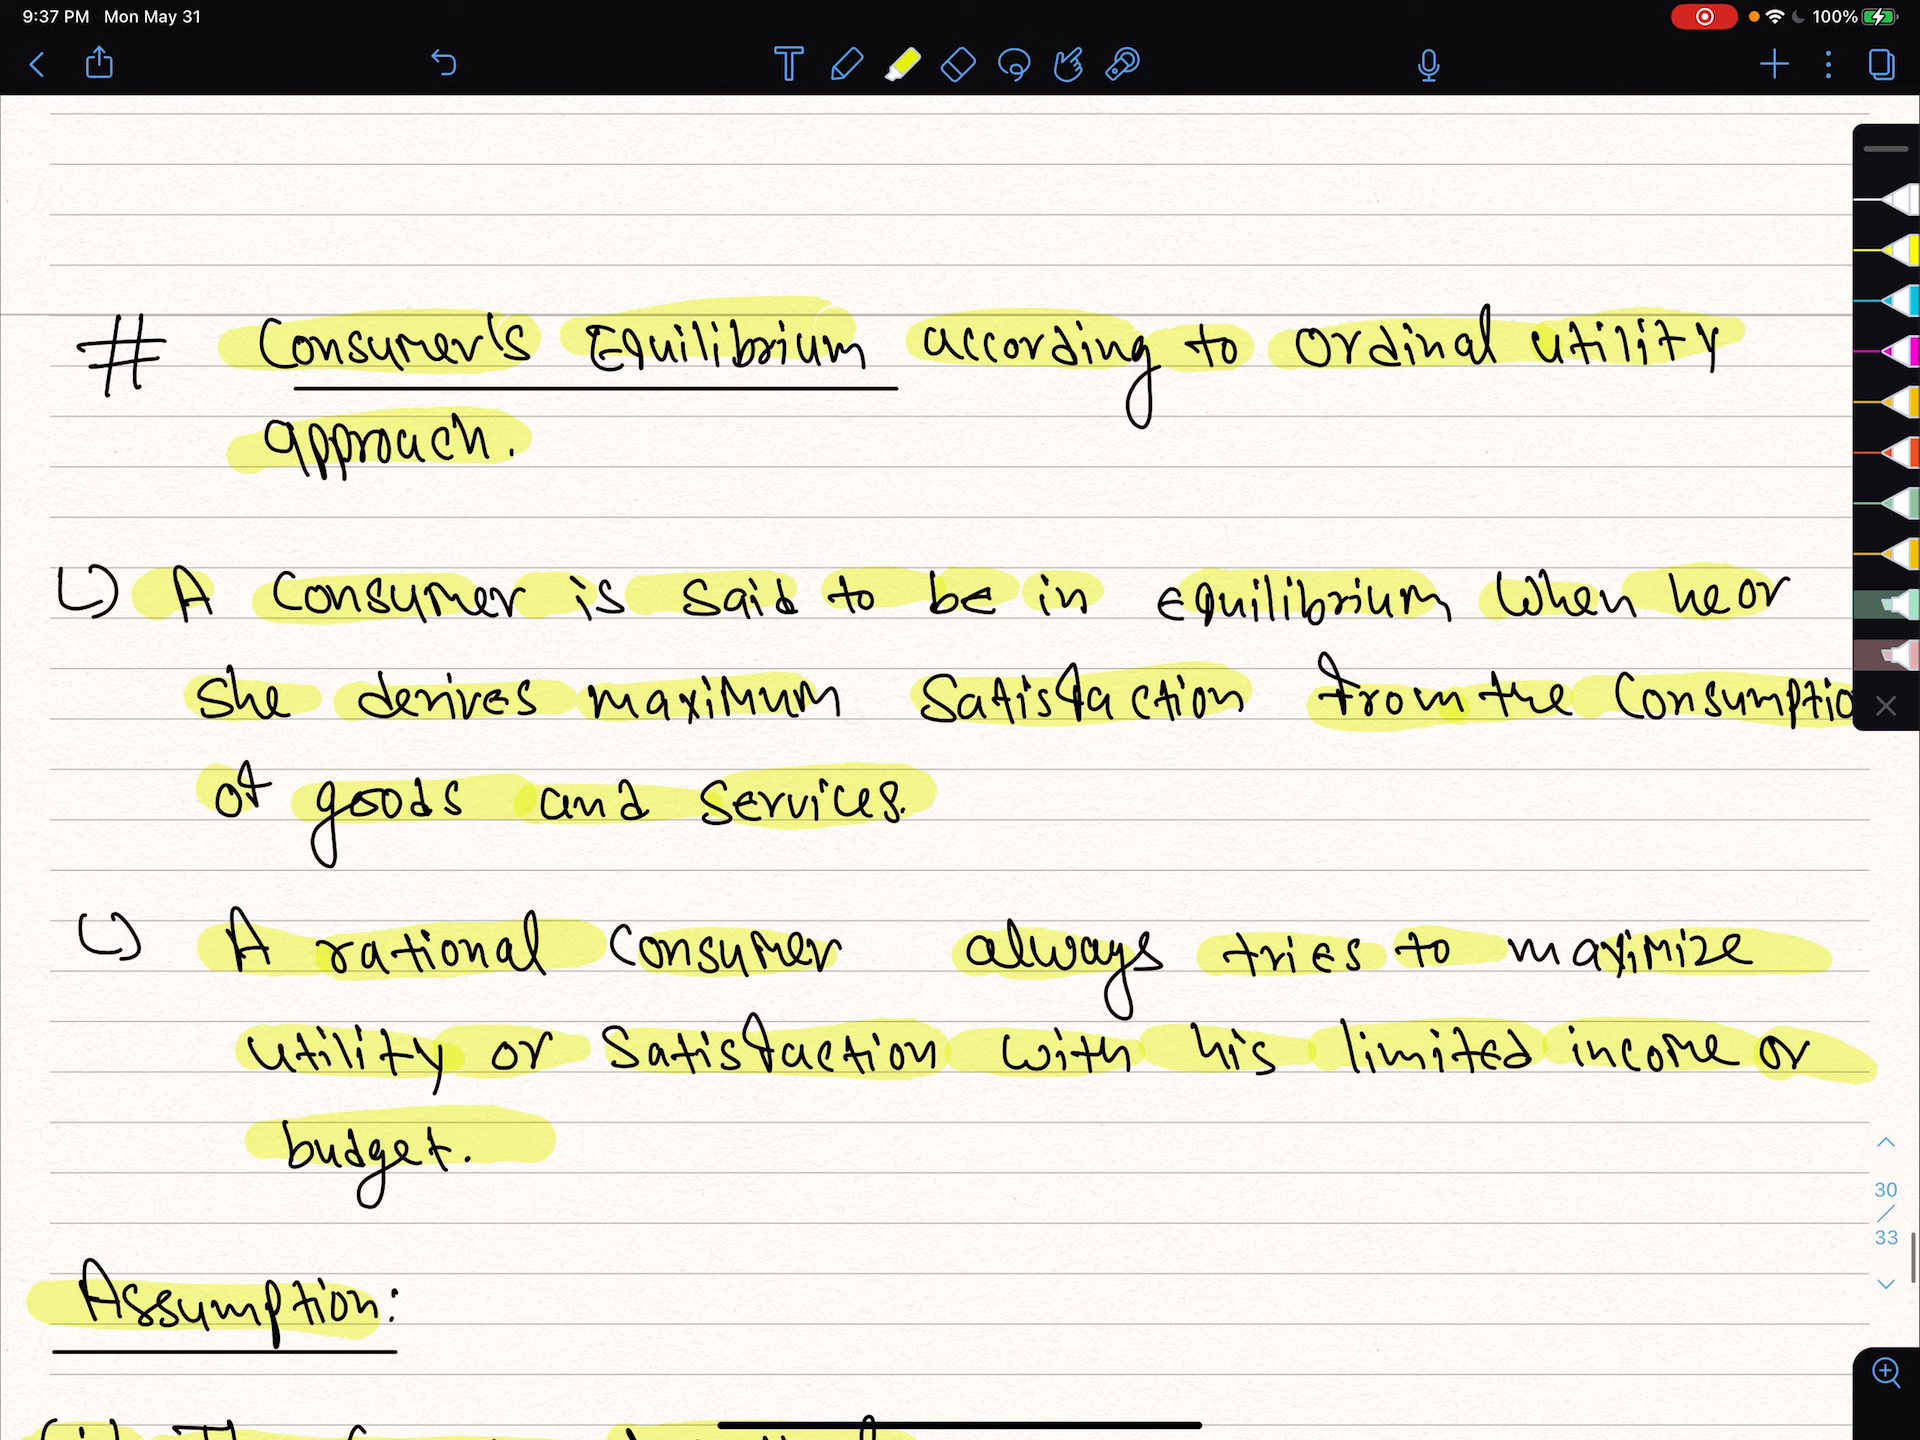 9:37 PM Mon May 31
100%
# Consumer's Equilibrium according to Ordinal utility
approach.
A Consumer is said to be in equilibrium when he or
she derives maximum Satisfaction from the Consumptio
of goods and services.
A rational Consumer always tries to maximize
utility or Satisfaction with his limited income or
budget.
30
/
33
Assumption: